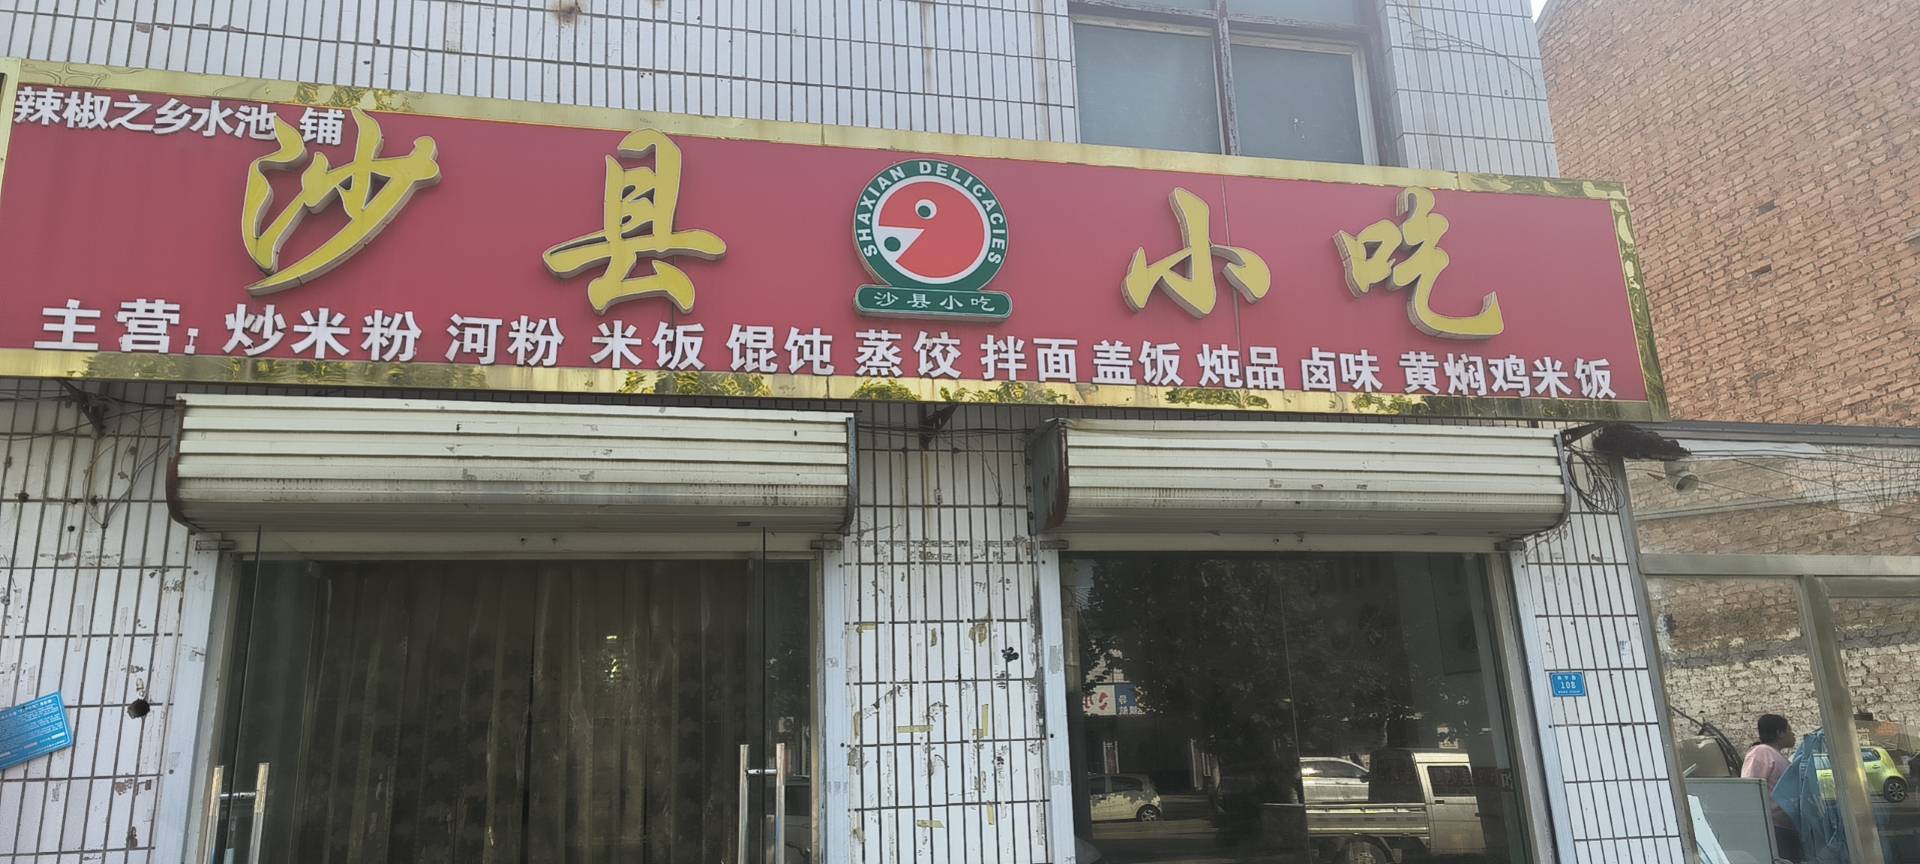 辣椒之乡水池 铺
沙县小吃
SHAXIAN DELICACIES
沙县小吃
主营：炒米粉 河粉 米饭 馄饨 蒸饺 拌面 盖饭 炖品 卤味 黄焖鸡米饭
108